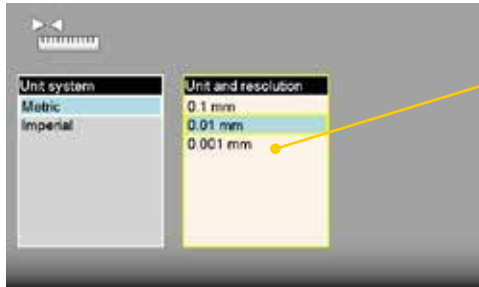 Unit system
Metric
Imperial
Unit and resolution
0.1 mm
0.01 mm
0.001 mm